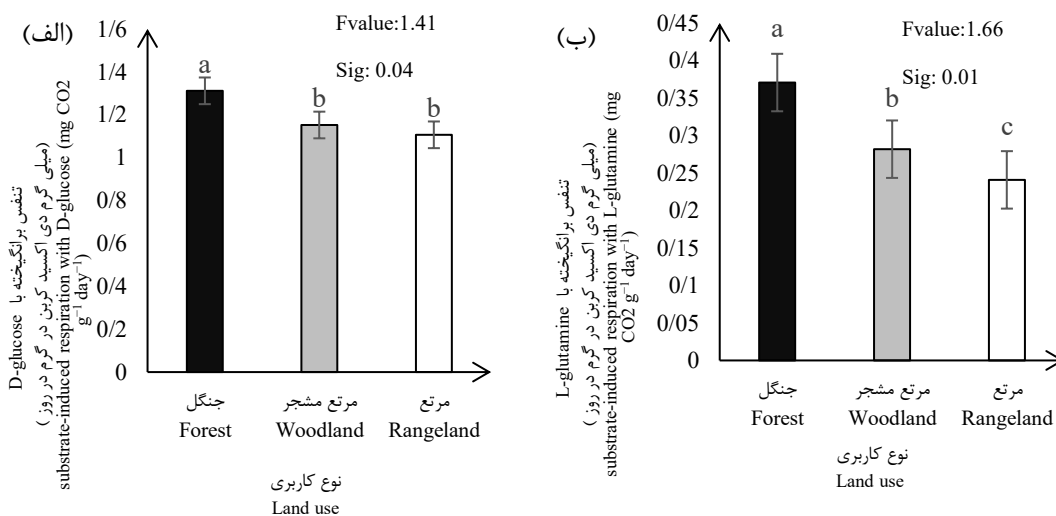 (الف)
Fvalue:1.41
Sig: 0.04
1/6
1/4
1/2
1
0/8
0/6
0/4
0/2
0
a
b
b
تنفس برانگیخته با D-glucose
(میلی گرم دی اکسید کربن در گرم در روز)
substrate-induced respiration with D-glucose (mg CO2
g⁻¹ day⁻¹)
جنگل
مرتع مشجر
مرتع
Forest
Woodland
Rangeland
نوع کاربری
Land use
(ب)
Fvalue:1.66
Sig: 0.01
0/45
0/4
0/35
0/3
0/25
0/2
0/15
0/1
0/05
0
a
b
c
تنفس برانگیخته با L-glutamine
(میلی گرم دی اکسید کربن در گرم در روز)
substrate-induced respiration with L-glutamine (mg
CO2 g⁻¹ day⁻¹)
جنگل
مرتع مشجر
مرتع
Forest
Woodland
Rangeland
نوع کاربری
Land use